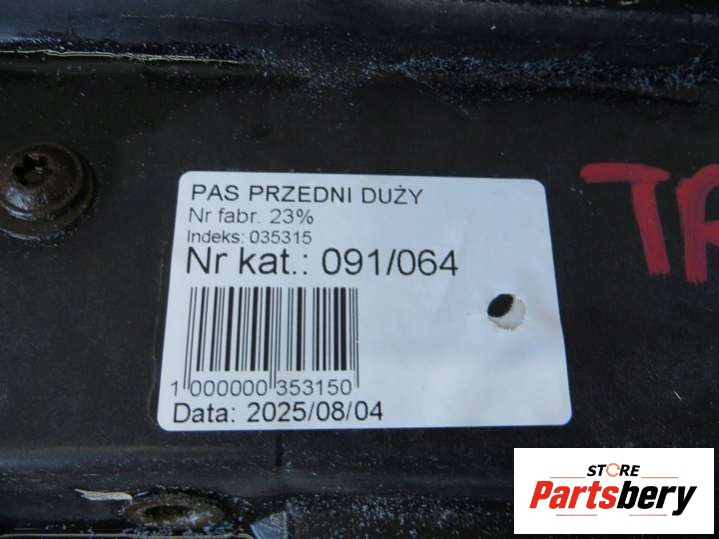 PAS PRZEDNI DUŻY
Nr fabr. 23%
Indeks: 035315
Nr kat.: 091/064
1 000000 353150
Data: 2025/08/04
STORE
Partsbery